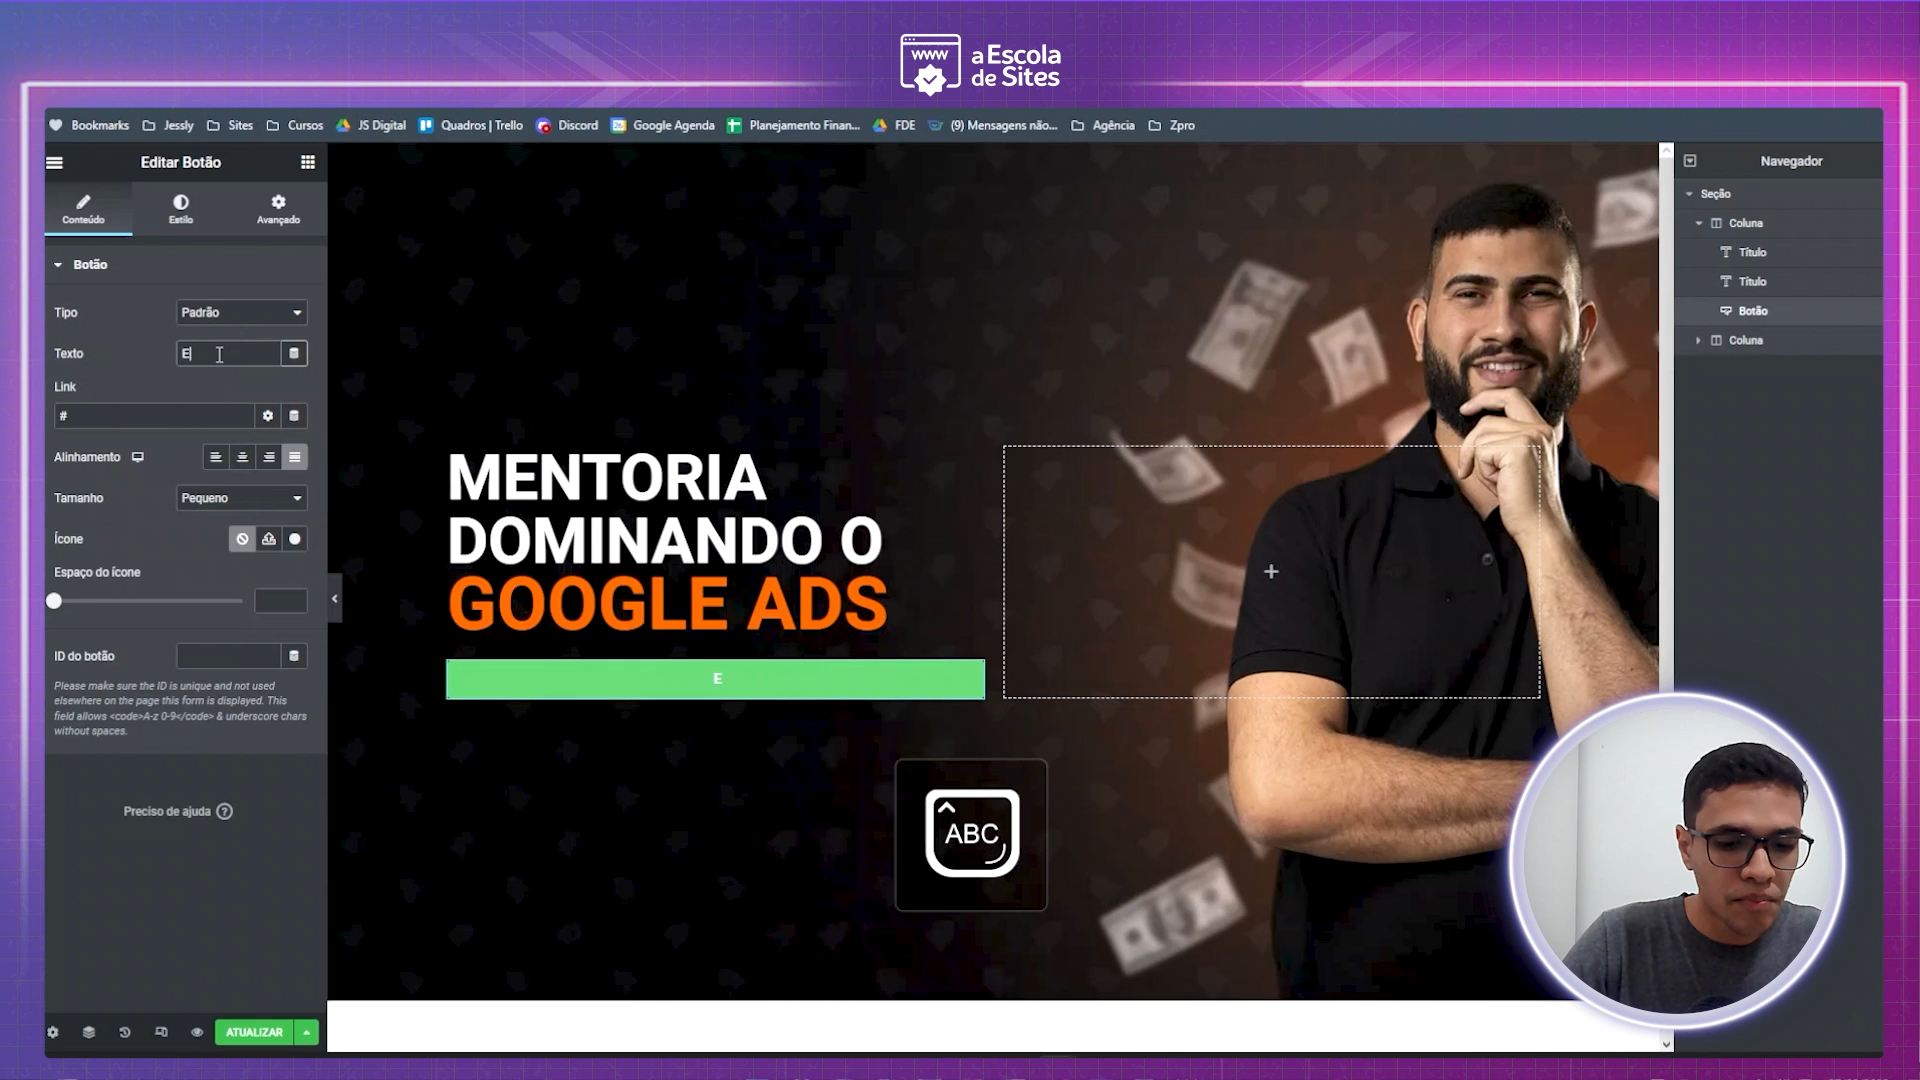 www
a Escola
de Sites
Bookmarks Jessly Sites Cursos JS Digital Quadros | Trello Discord Google Agenda Planejamento Finan... FDE (9) Mensagens não... Agência Zpro
Editar Botão
Conteúdo Estilo Avançado
Botão
Tipo Padrão
Texto E
Link
#
Alinhamento
Tamanho Pequeno
Ícone
Espaço do ícone
ID do botão
Please make sure the ID is unique and not used
elsewhere on the page this form is displayed. This
field allows <code>A-z 0-9</code> & underscore chars
without spaces.
Preciso de ajuda ?
ATUALIZAR
MENTORIA
DOMINANDO O
GOOGLE ADS
E
ABC
Navegador
Seção
Coluna
Título
Título
Botão
Coluna